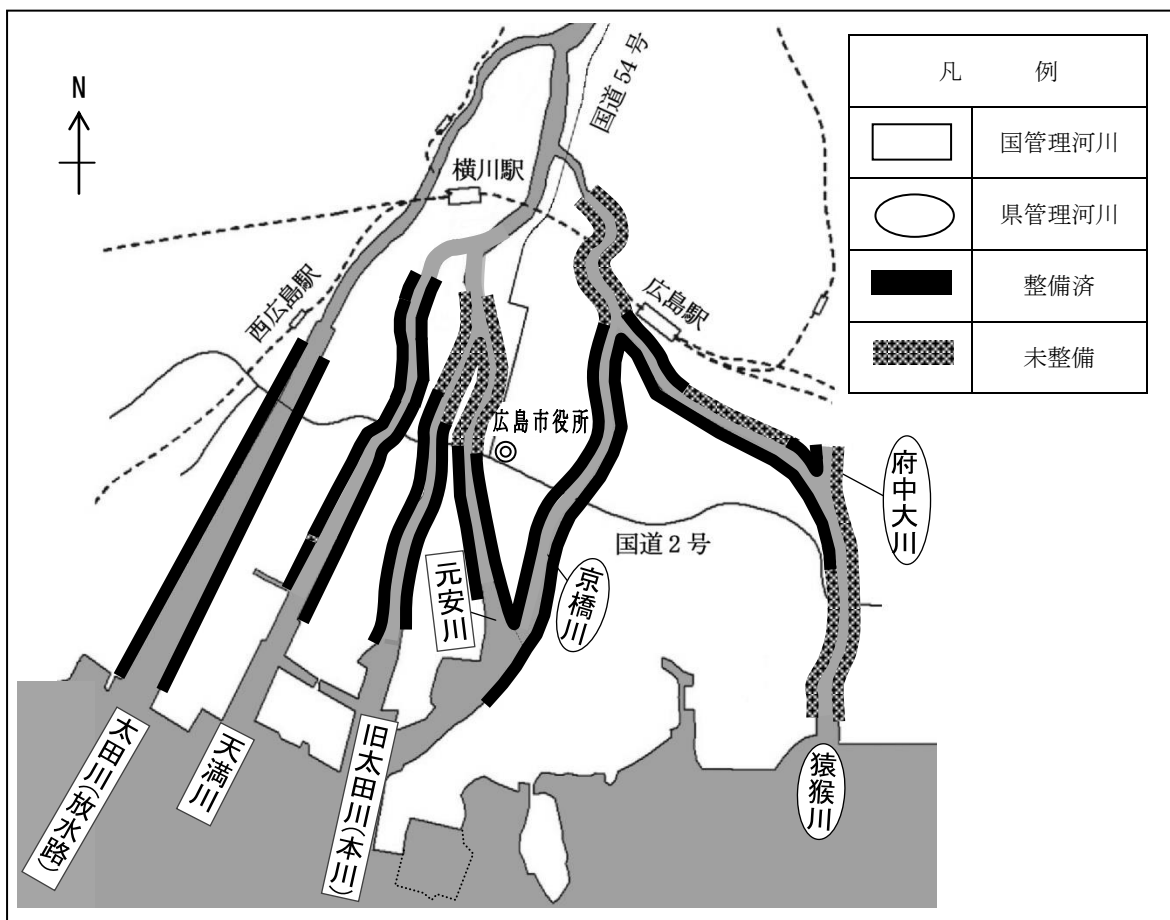 凡 例
国管理河川
県管理河川
整備済
未整備
N
国道54号
横川駅
西広島駅
広島駅
広島市役所
国道2号
府中大川
京橋川
元安川
猿猴川
旧太田川(本川)
天満川
太田川(放水路)